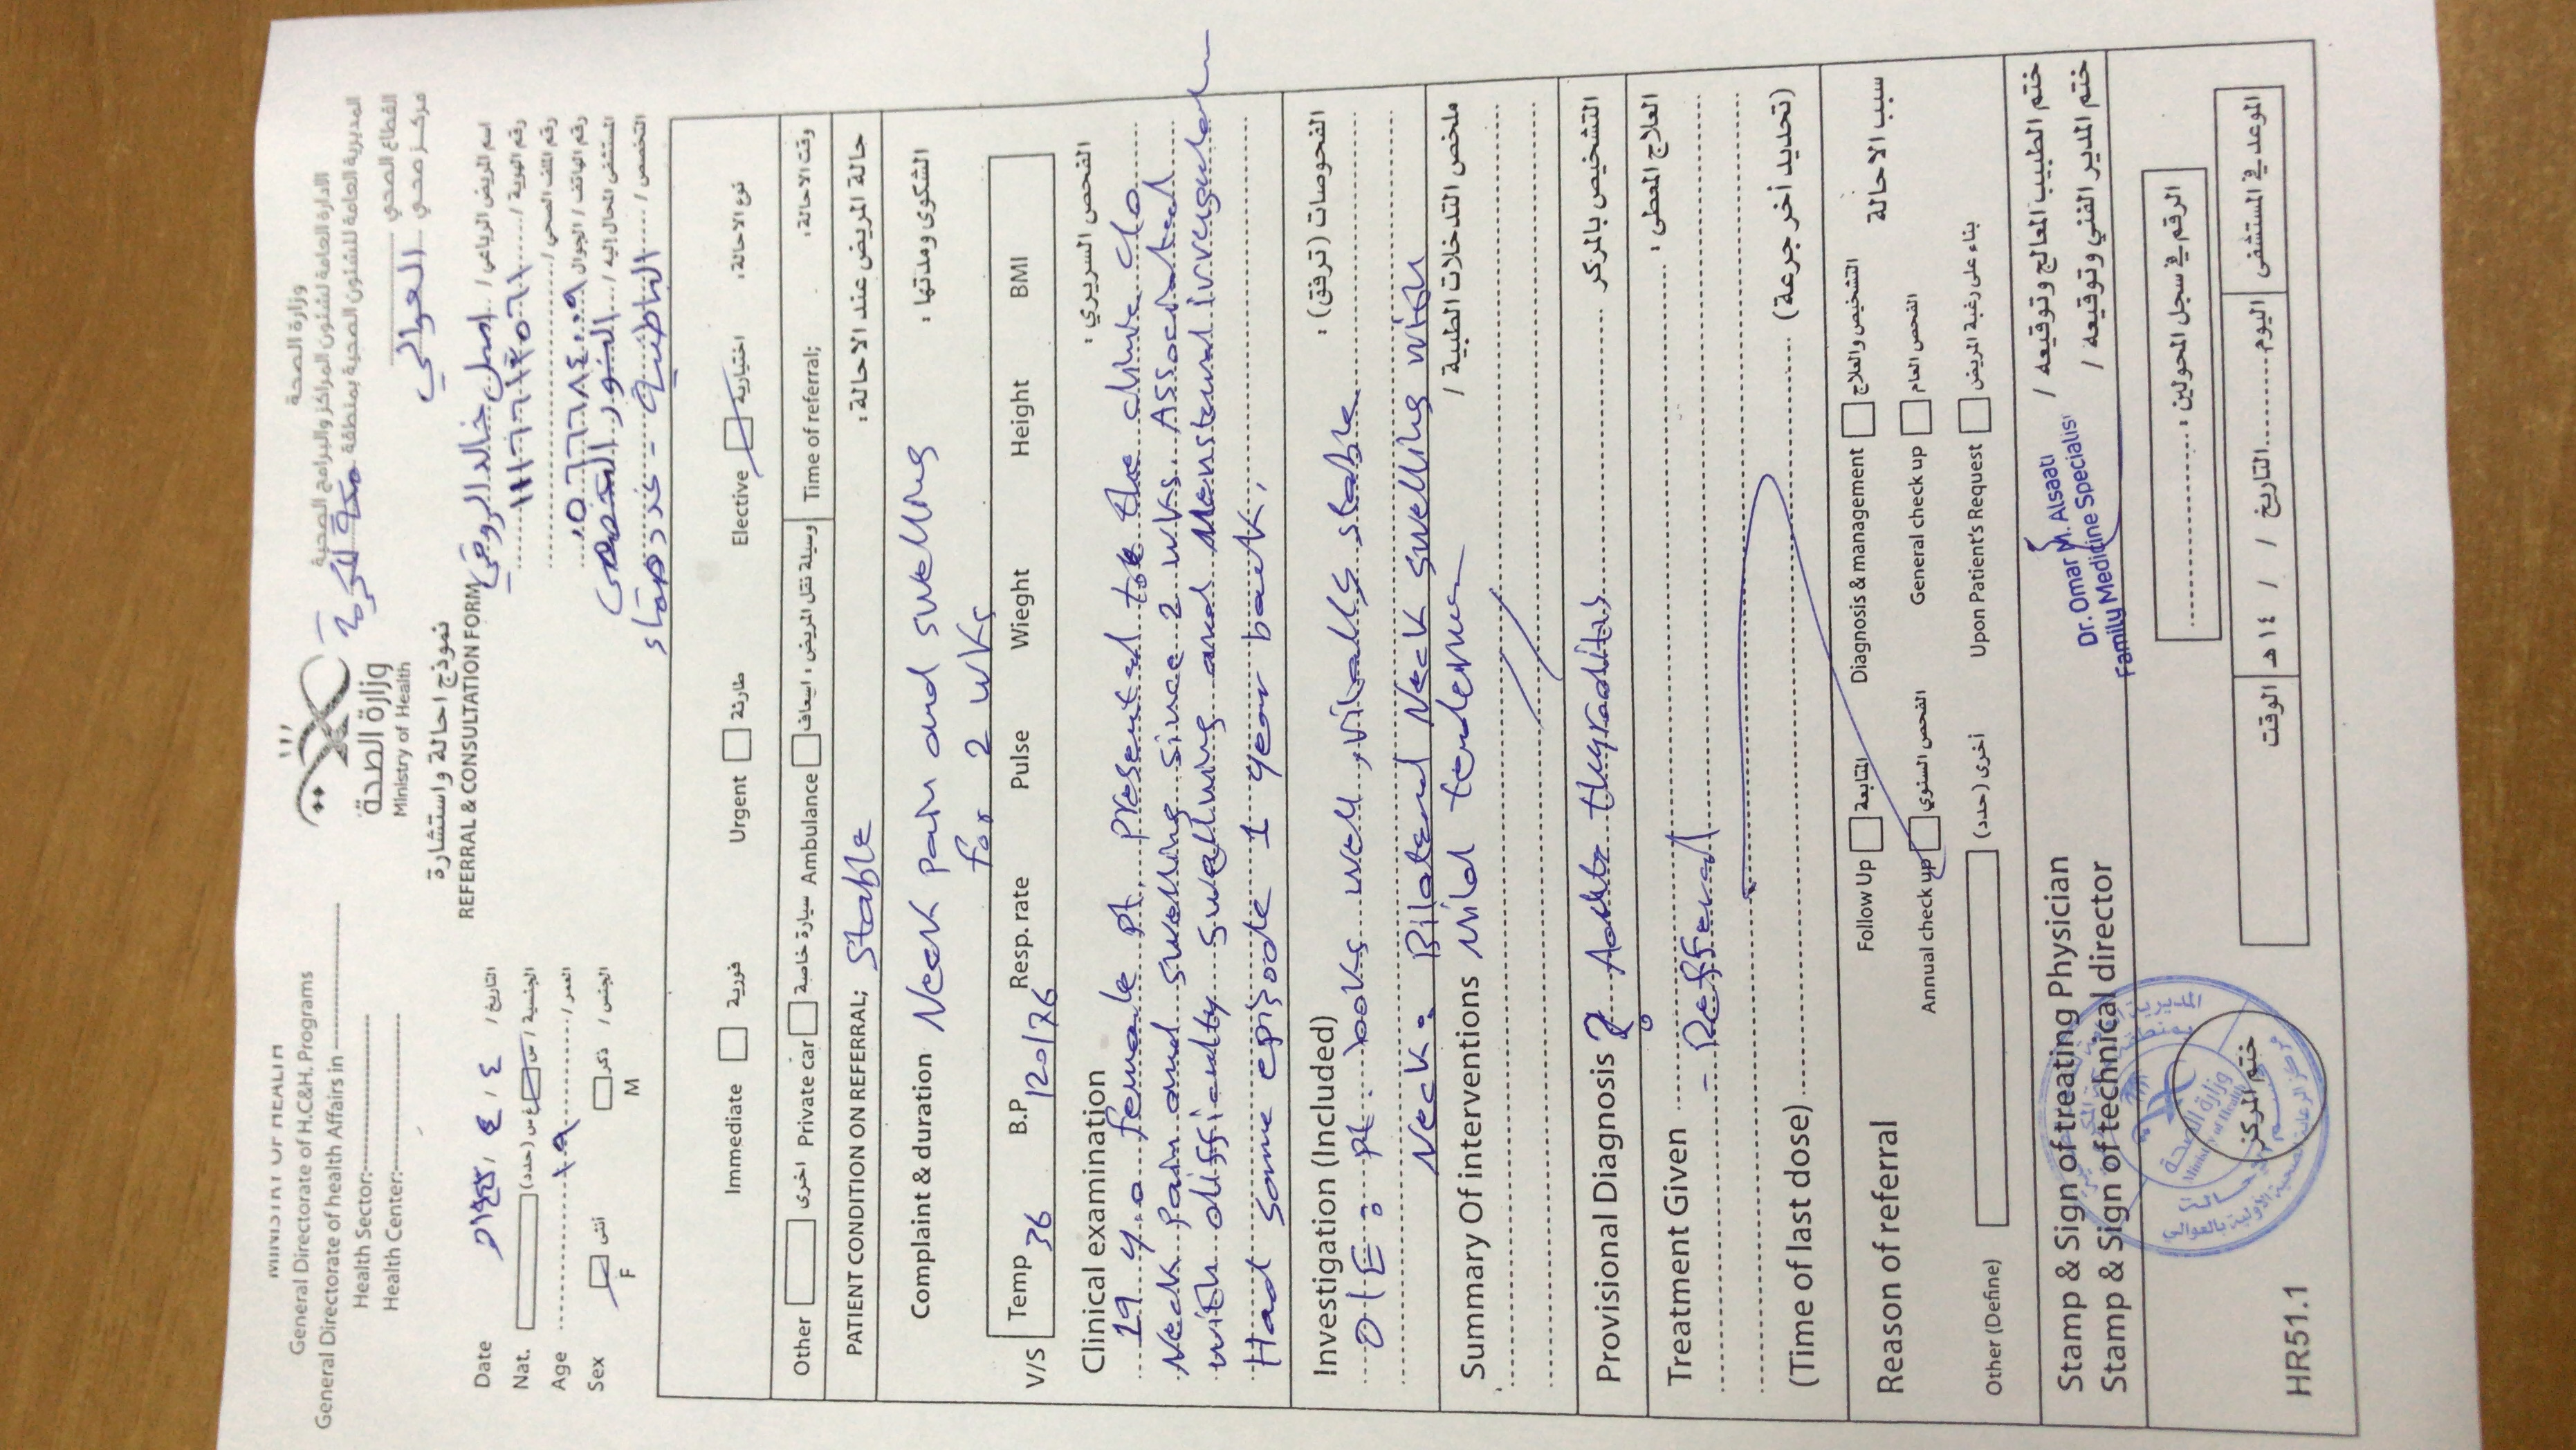 MINISTRY OF HEALTH
General Directorate of H.C&H. Programs
General Directorate of health Affairs in
Health Sector:
Health Center:
وزارة الصحة
Ministry of Health
نموذج احالة واستشارة
REFERRAL & CONSULTATION FORM
وزارة الصحة
الادارة العامة لشئون المراكز والبرامج الصحية
المديرية العامة للشئون الصحية بمنطقة مكة المكرمة
القطاع الصحي
مركز صحي العوالي
Date التاريخ / ٤ / ٤ /
Nat. (حدد) غ س س / الجنسية
Age العمر / ١٩
Sex أنثى ذكر الجنس /
F M
اسم المريض الرباعي / خالد
رقم الهوية /
رقم الملف الصحي /
رقم الهاتف / الجوال ٠٥٦٦٦٨٤٠٠٩
المستشفى المحال إليه / النور التخصصي
التخصص / الباطنية - غدد صماء
Immediate فورية Urgent طارئة Elective اختيارية نوع الاحالة:
Other اخرى Private car سيارة خاصة Ambulance وسيلة نقل المريض : اسعاف Time of referral; وقت الاحالة:
PATIENT CONDITION ON REFERRAL; Stable حالة المريض عند الاحالة:
Complaint & duration Neck pain and swelling الشكوى ومدتها:
for 2 wks
V/S Temp 36 B.P 120/76 Resp. rate Pulse Wieght Height BMI
Clinical examination الفحص السريري:
19 y.o female pt. presented to the clinic c/o
Neck pain and swelling since 2 wks. Associated
with difficulty swallwing and Menstural irregular
Had same episode 1 year back.
Investigation (Included) الفحوصات (ترفق):
O/E: pt. looks well, vitally stable
Neck: Bilateral Neck swelling with
Summary Of interventions mild tenderness ملخص التدخلات الطبية /
Provisional Diagnosis ? Acute thyroditis التشخيص بالمركز
Treatment Given العلاج المعطى:
- Refferal
(Time of last dose) (تحديد أخر جرعة)
Reason of referral Follow Up المتابعة Diagnosis & management التشخيص والعلاج سبب الاحالة
Annual check up الفحص السنوي General check up الفحص العام
Other (Define) أخرى (حدد) Upon Patient's Request بناء على رغبة المريض
Stamp & Sign of treating Physician ختم الطبيب المعالج وتوقيعه /
Stamp & Sign of technical director ختم المدير الفني وتوقيعه /
Dr. Omar M. Alsaati
Family Medicine Specialist
الرقم في سجل المحولين:
الموعد في المستشفى اليوم التاريخ / / ١٤ هـ الوقت
وزارة الصحة
Ministry of Health
ختم المركز
HR51.1